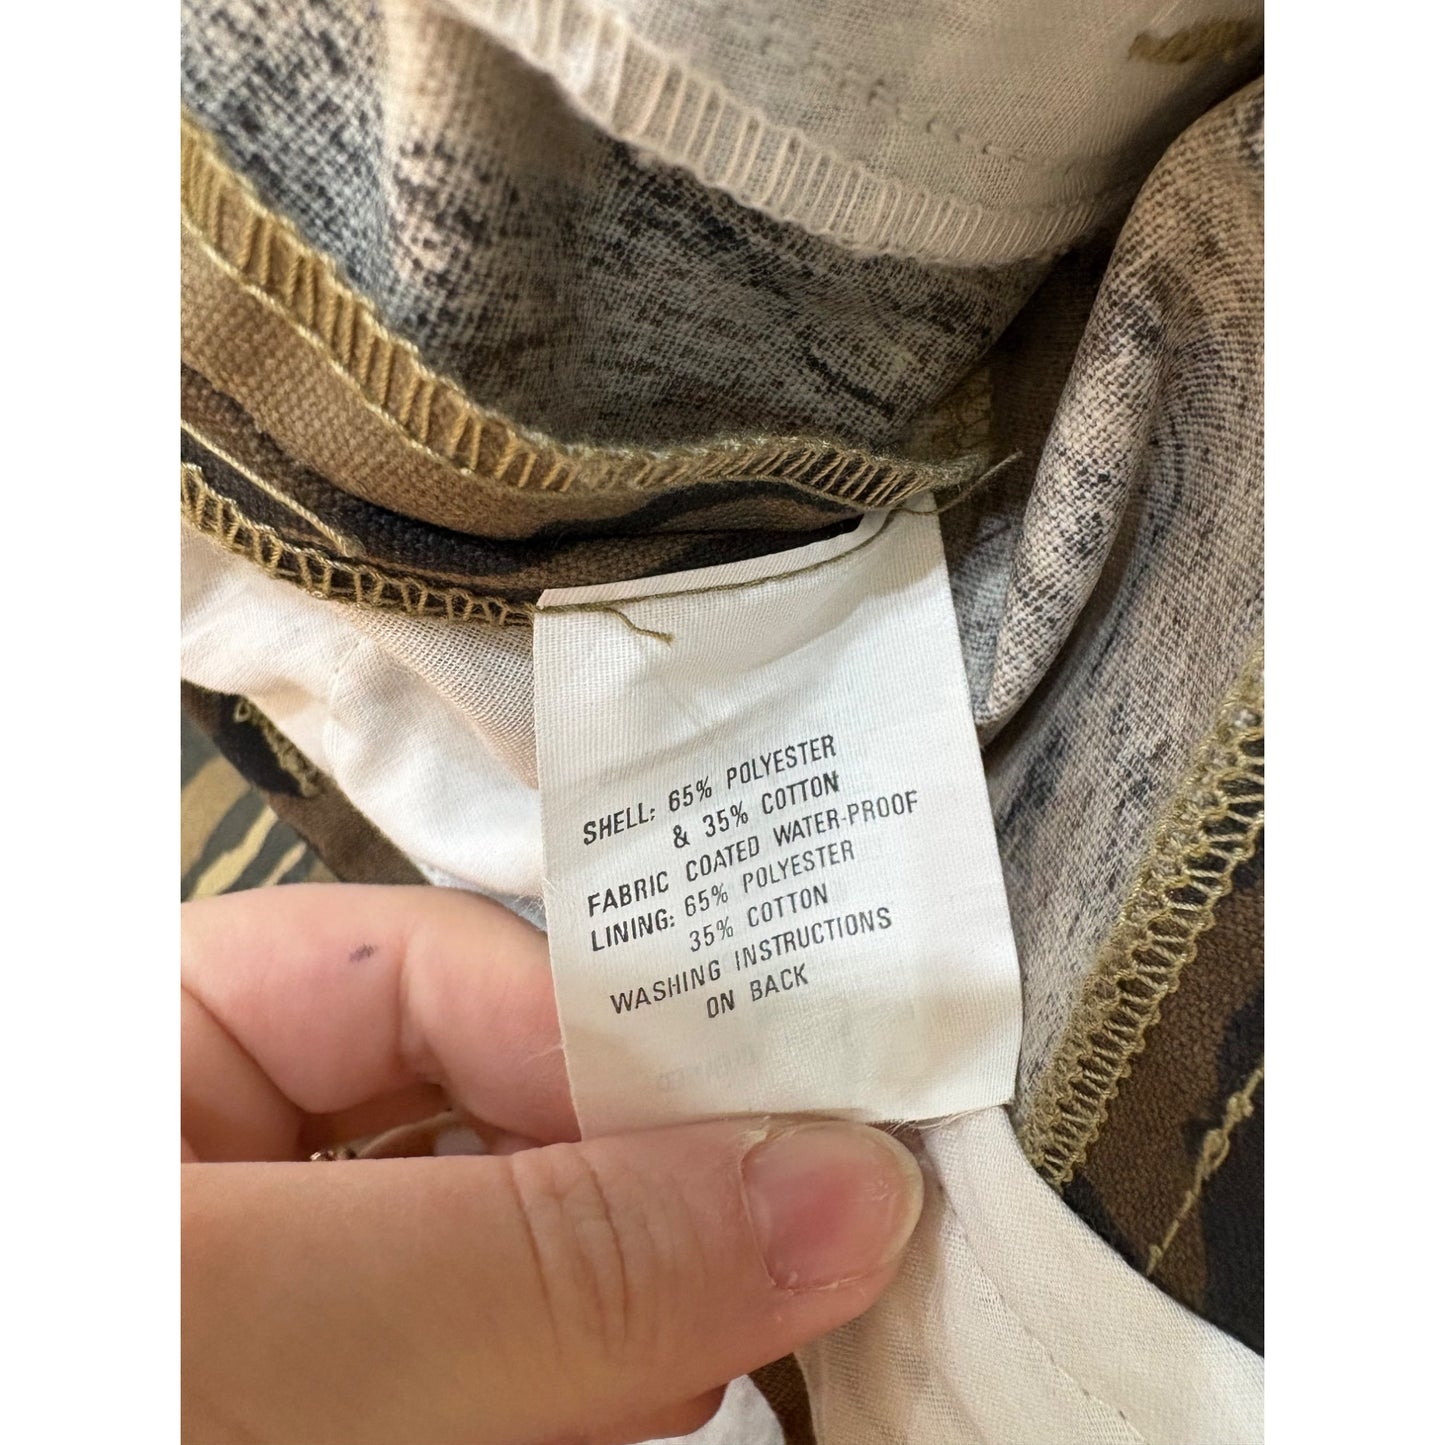 SHELL: 65% POLYESTER
& 35% COTTON
FABRIC COATED WATER-PROOF
LINING: 65% POLYESTER
35% COTTON
WASHING INSTRUCTIONS
ON BACK